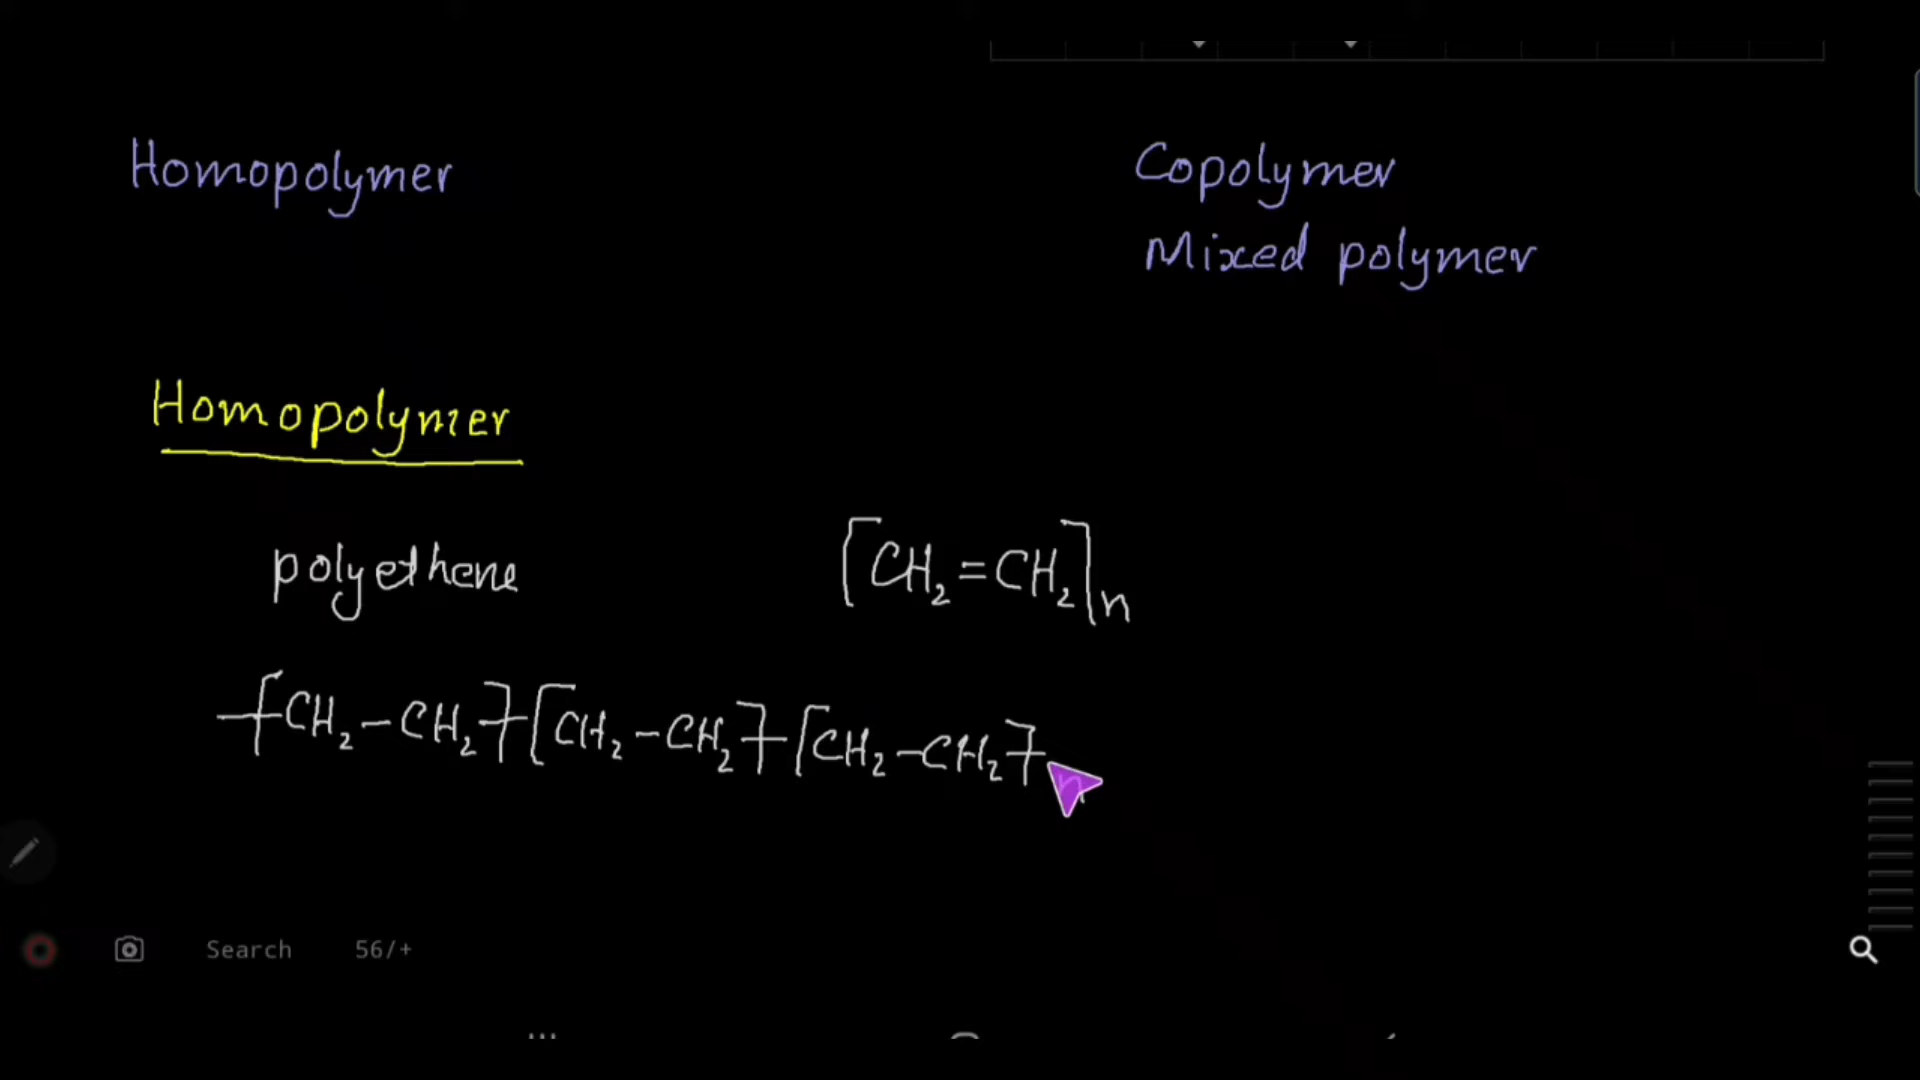 Homopolymer
Copolymer
Mixed polymer
Homopolymer
polyethene
[CH₂=CH₂]n
-[CH₂-CH₂]-[CH₂-CH₂]-[CH₂-CH₂]-n
Search 56/+